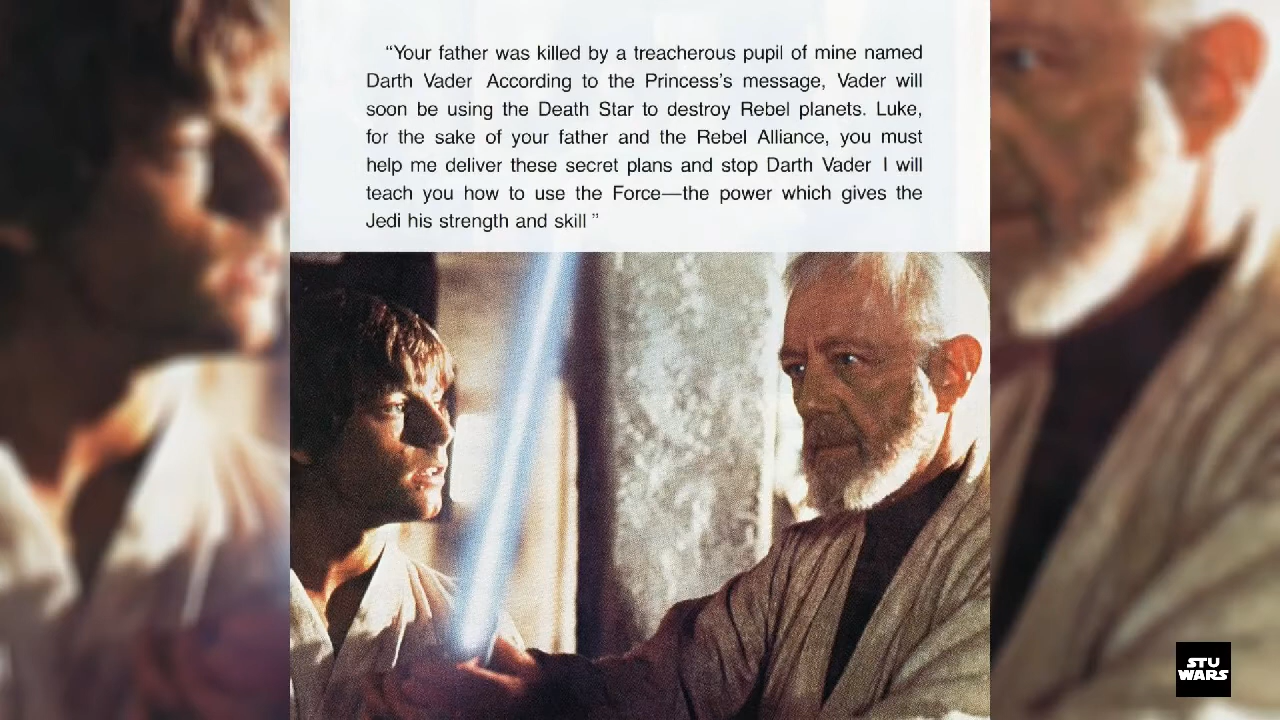 “Your father was killed by a treacherous pupil of mine named
Darth Vader According to the Princess’s message, Vader will
soon be using the Death Star to destroy Rebel planets. Luke,
for the sake of your father and the Rebel Alliance, you must
help me deliver these secret plans and stop Darth Vader I will
teach you how to use the Force—the power which gives the
Jedi his strength and skill ”
STU
WARS